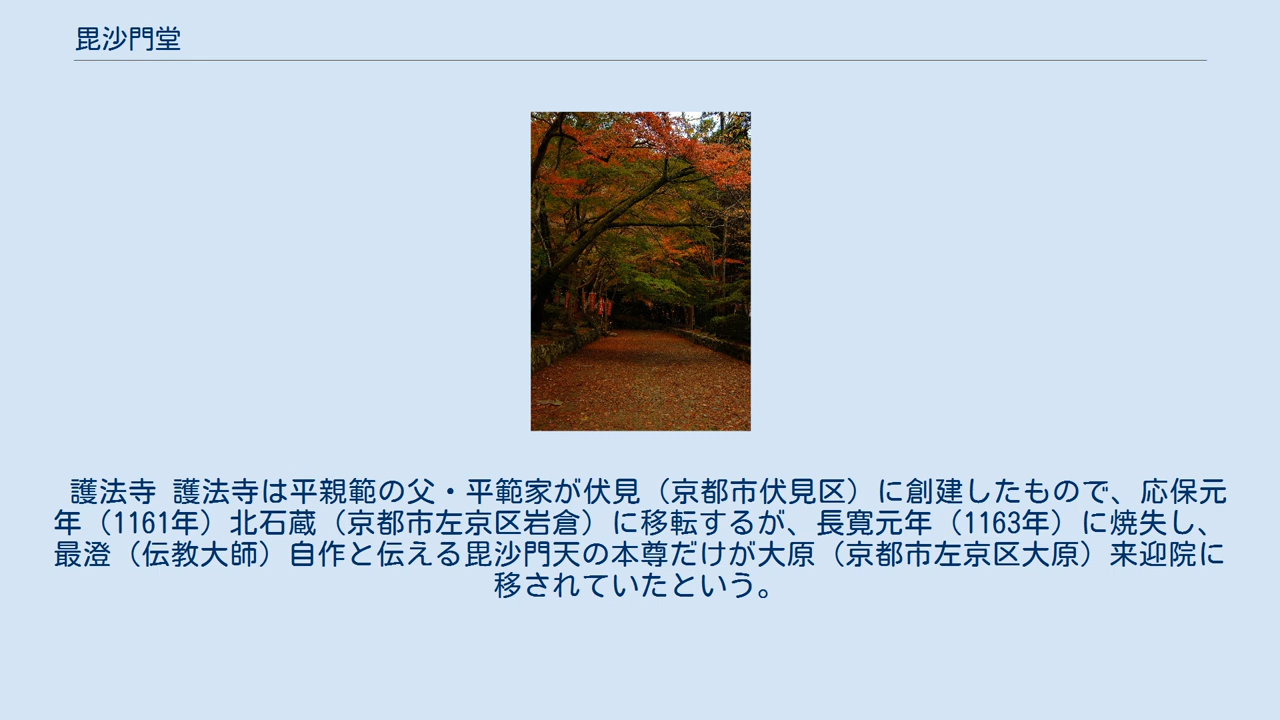 毘沙門堂
護法寺 護法寺は平親範の父・平範家が伏見（京都市伏見区）に創建したもので、応保元
年（1161年）北石蔵（京都市左京区岩倉）に移転するが、長寛元年（1163年）に焼失し、
最澄（伝教大師）自作と伝える毘沙門天の本尊だけが大原（京都市左京区大原）来迎院に
移されていたという。